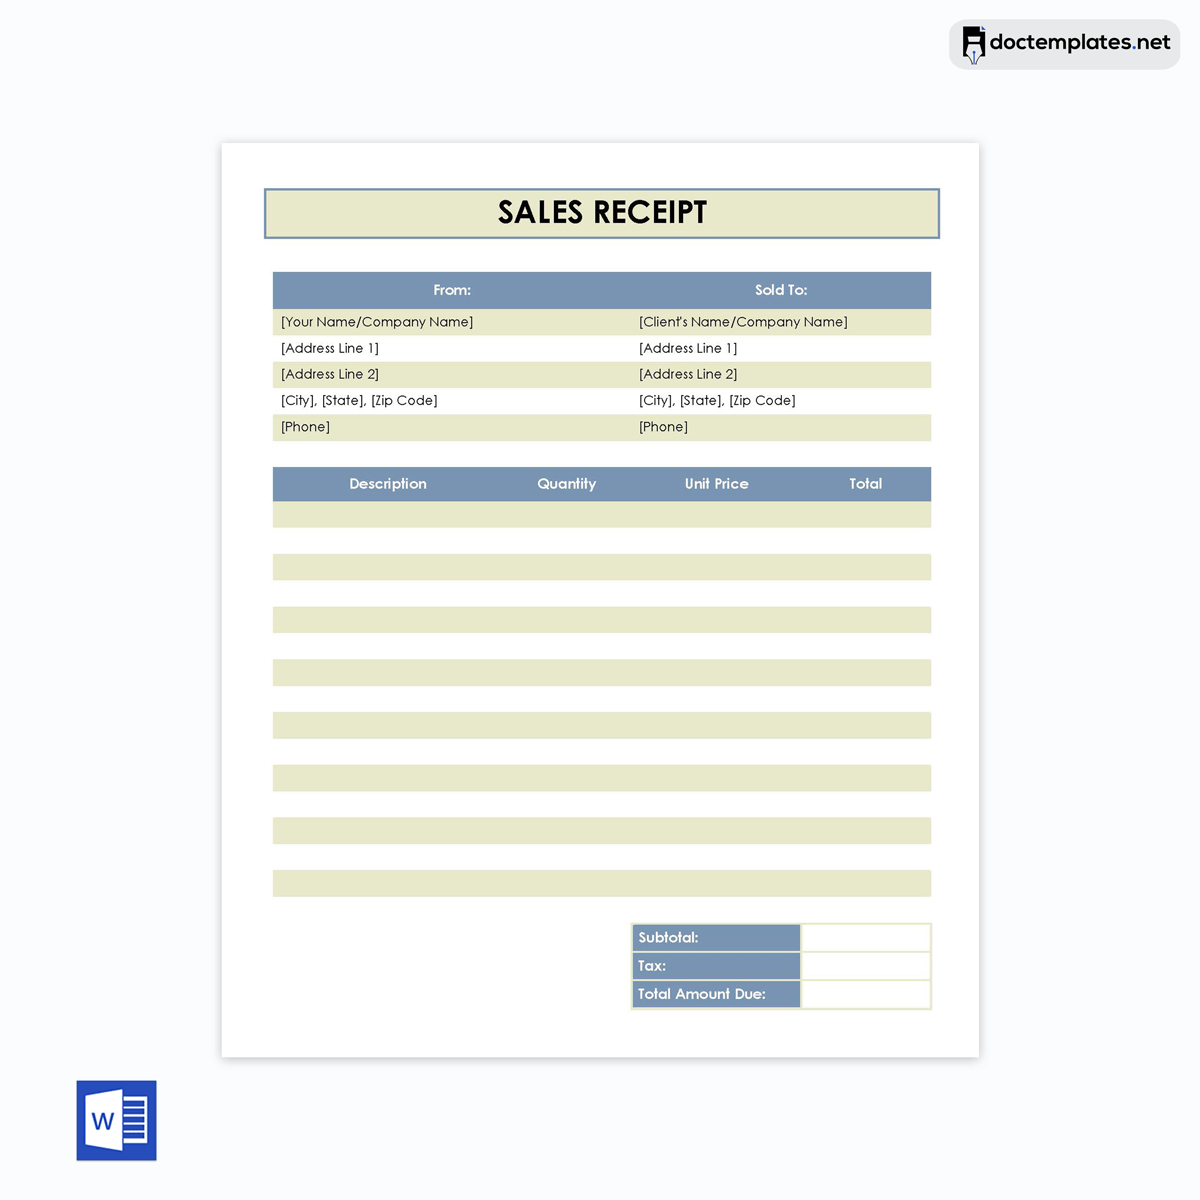 doctemplates.net
SALES RECEIPT
From: Sold To:
[Your Name/Company Name] [Client's Name/Company Name]
[Address Line 1] [Address Line 1]
[Address Line 2] [Address Line 2]
[City], [State], [Zip Code] [City], [State], [Zip Code]
[Phone] [Phone]
Description Quantity Unit Price Total
Subtotal:
Tax:
Total Amount Due:
W